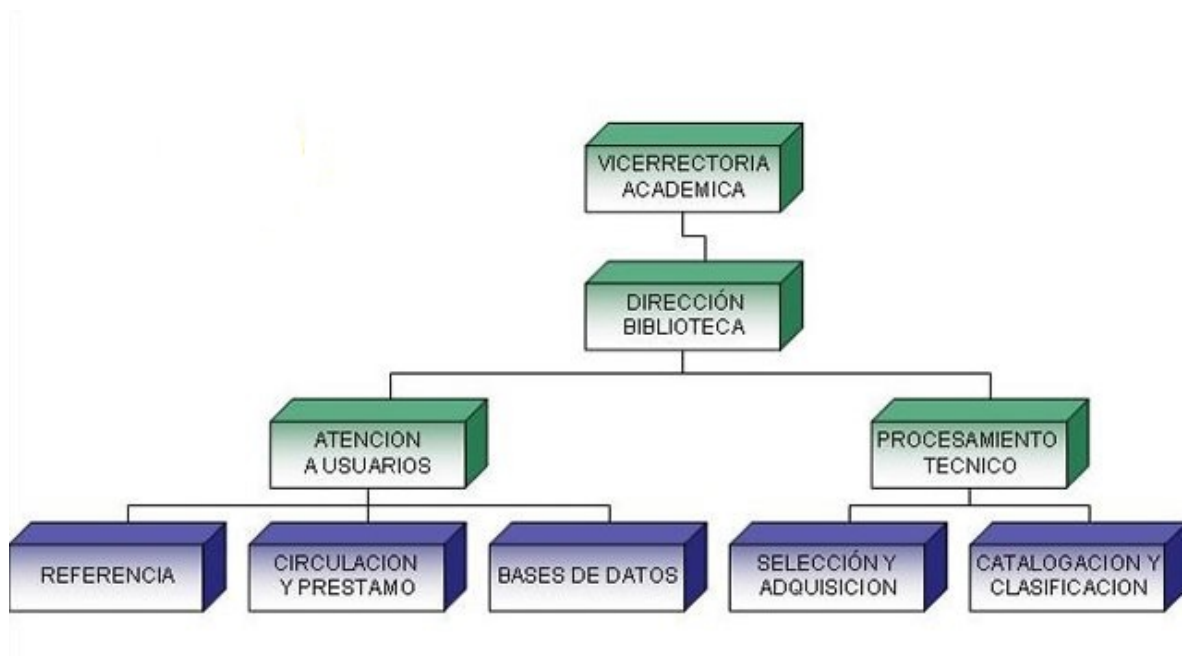 VICERRECTORIA
ACADEMICA
DIRECCIÓN
BIBLIOTECA
ATENCION
A USUARIOS
PROCESAMIENTO
TECNICO
REFERENCIA
CIRCULACION
Y PRESTAMO
BASES DE DATOS
SELECCIÓN Y
ADQUISICION
CATALOGACION Y
CLASIFICACION